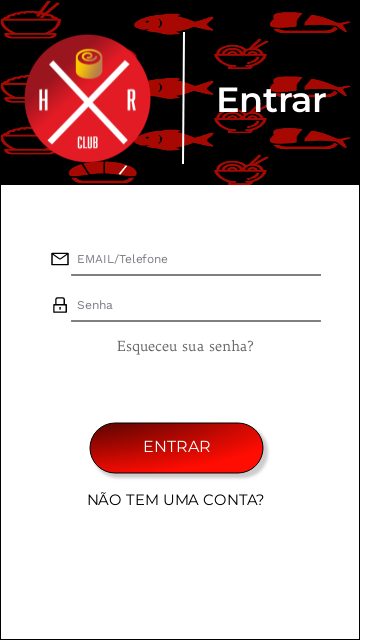 H R
CLUB
Entrar
EMAIL/Telefone
Senha
Esqueceu sua senha?
ENTRAR
NÃO TEM UMA CONTA?